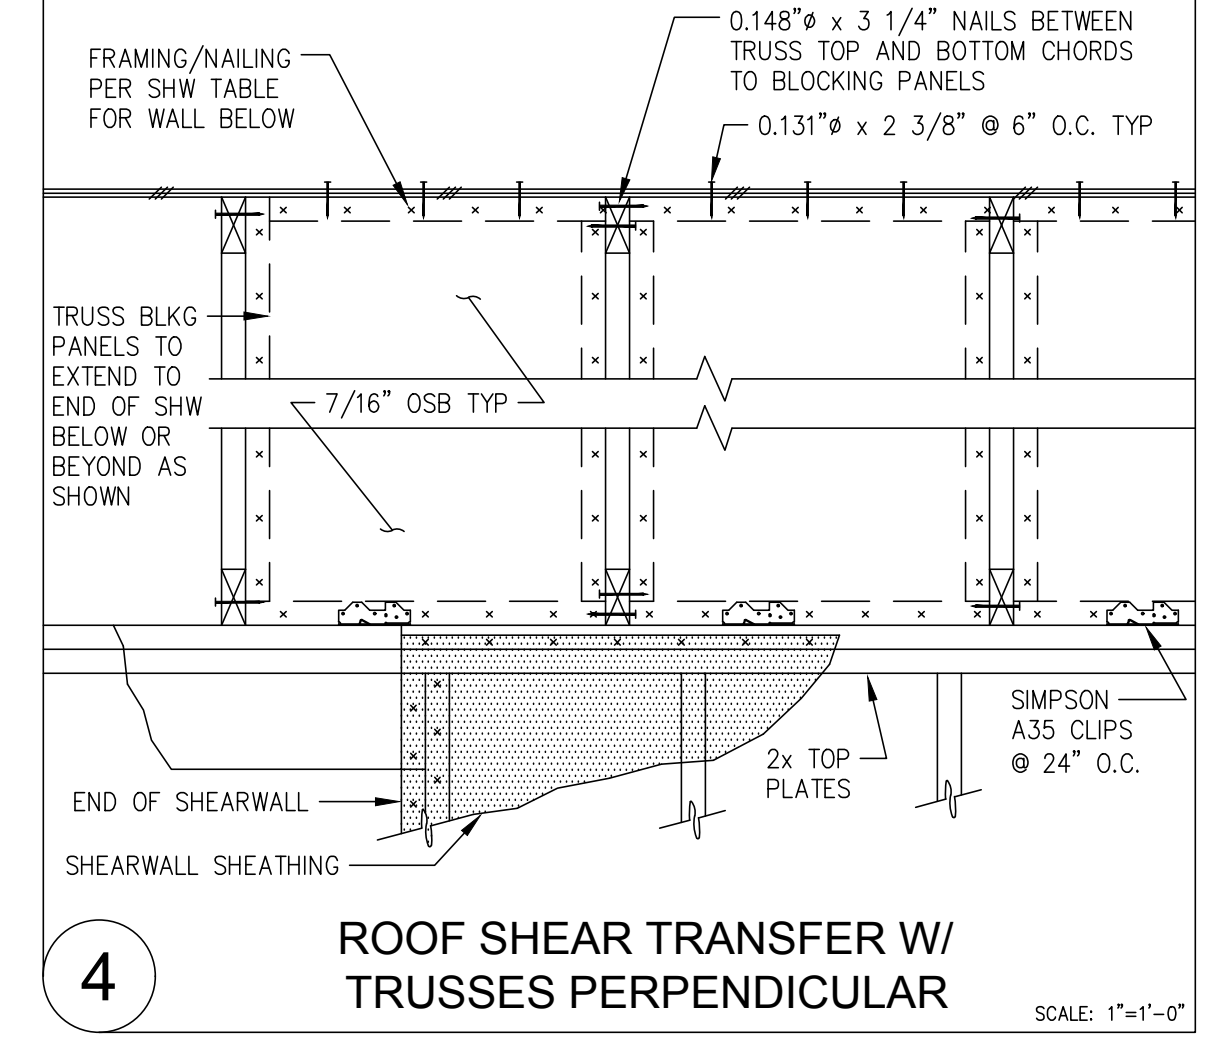 FRAMING/NAILING
PER SHW TABLE
FOR WALL BELOW
0.148"ø x 3 1/4" NAILS BETWEEN
TRUSS TOP AND BOTTOM CHORDS
TO BLOCKING PANELS
0.131"ø x 2 3/8" @ 6" O.C. TYP
TRUSS BLKG
PANELS TO
EXTEND TO
END OF SHW
BELOW OR
BEYOND AS
SHOWN
7/16" OSB TYP
SIMPSON
A35 CLIPS
@ 24" O.C.
2x TOP
PLATES
END OF SHEARWALL
SHEARWALL SHEATHING
4
ROOF SHEAR TRANSFER W/
TRUSSES PERPENDICULAR
SCALE: 1"=1'-0"